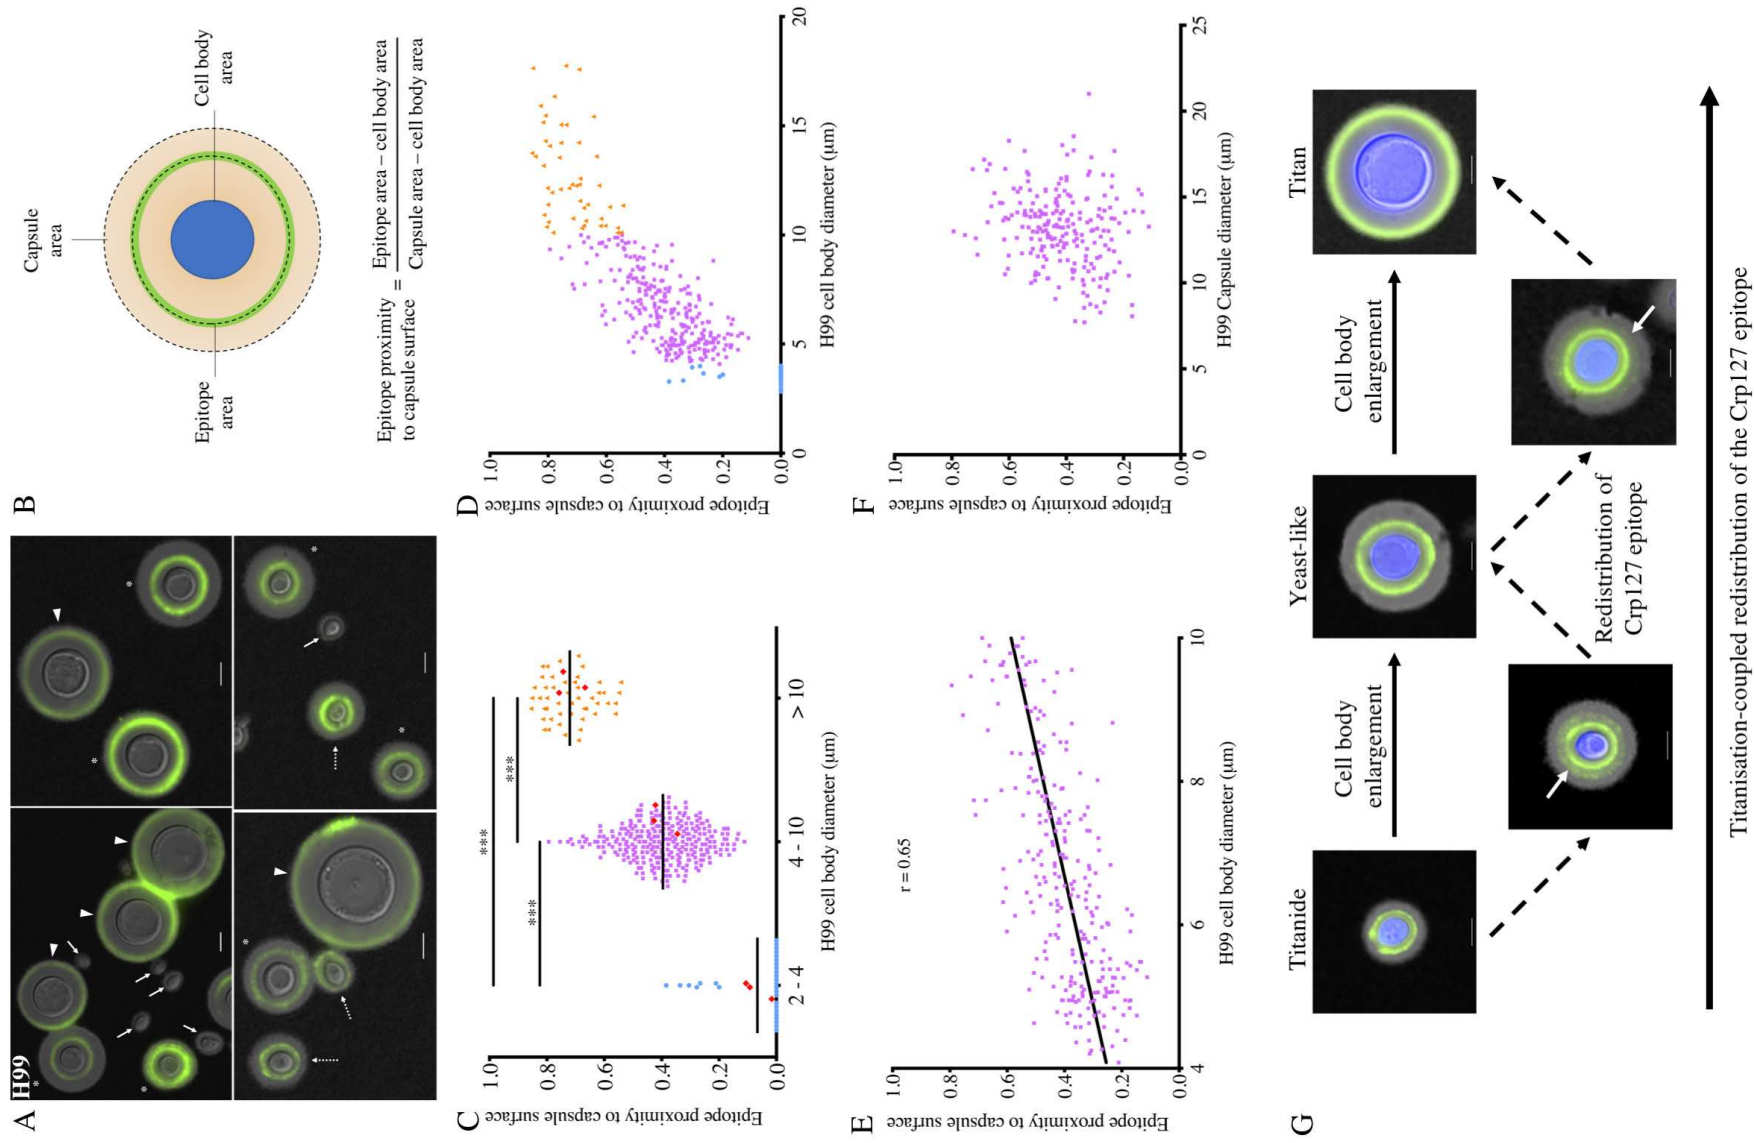 A
H99
*
*
*
*
*
*
*
B
Capsule
area
Epitope
area
Cell body
area
Epitope proximity
to capsule surface
=
Epitope area – cell body area
Capsule area – cell body area
C
Epitope proximity to capsule surface
1.0
0.8
0.6
0.4
0.2
0.0
***
***
***
2 - 4
4 - 10
> 10
H99 cell body diameter (µm)
D
Epitope proximity to capsule surface
1.0
0.8
0.6
0.4
0.2
0.0
0
5
10
15
20
H99 cell body diameter (µm)
E
Epitope proximity to capsule surface
1.0
0.8
0.6
0.4
0.2
0.0
r = 0.65
4
6
8
10
H99 cell body diameter (µm)
F
Epitope proximity to capsule surface
1.0
0.8
0.6
0.4
0.2
0.0
0
5
10
15
20
25
H99 Capsule diameter (µm)
G
Titanide
Cell body
enlargement
Yeast-like
Cell body
enlargement
Titan
Redistribution of
Crp127 epitope
Titanisation-coupled redistribution of the Crp127 epitope